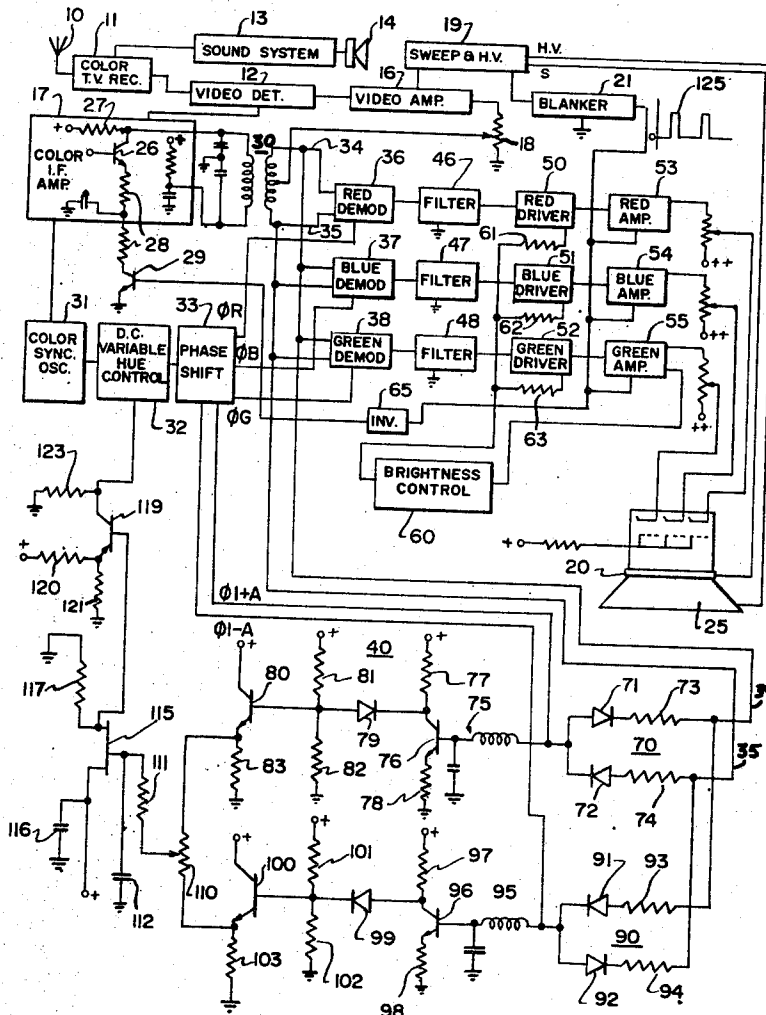 10
11
13
14
19
SOUND SYSTEM
SWEEP & H.V.
H.V.
S
COLOR
T.V. REC.
12
16
21
125
VIDEO DET.
VIDEO AMP.
BLANKER
17
27
+
+
30
34
18
26
COLOR
I.F.
AMP.
36
46
50
53
RED
DEMOD
FILTER
RED
DRIVER
RED
AMP.
28
35
61
++
29
37
47
51
54
BLUE
DEMOD
FILTER
BLUE
DRIVER
BLUE
AMP.
31
33
ØR
38
62
++
COLOR
SYNC.
OSC.
D.C.
VARIABLE
HUE
CONTROL
PHASE
SHIFT
ØB
48
52
55
GREEN
DEMOD
FILTER
GREEN
DRIVER
GREEN
AMP.
ØG
65
63
32
INV.
++
123
BRIGHTNESS
CONTROL
119
60
+
+
120
121
20
25
Ø1+A
Ø1-A
+
+
40
+
117
80
81
77
75
71
73
3
115
79
76
70
35
83
82
78
72
74
111
116
+
+
+
101
97
91
93
110
100
95
96
90
+
112
99
103
102
98
92
94